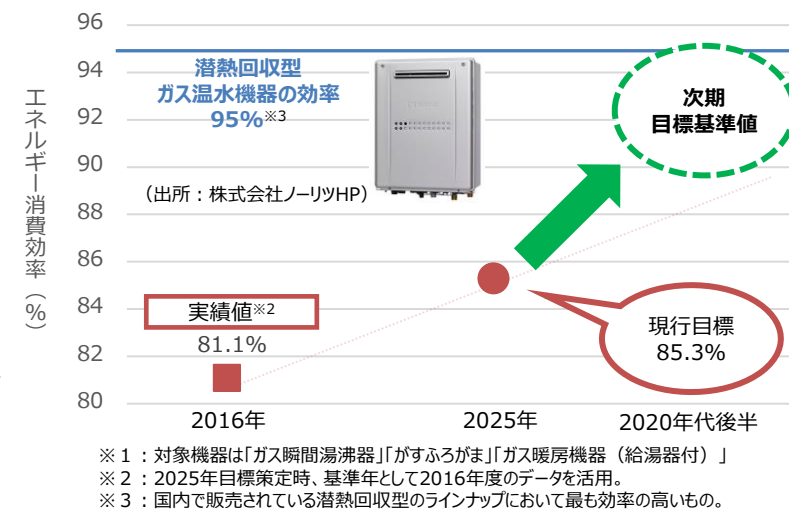 96
94
92
90
88
86
84
82
80
エネルギー消費効率（％）
潜熱回収型
ガス温水機器の効率
95%※3
（出所：株式会社ノーリツHP）
次期
目標基準値
実績値※2
81.1%
現行目標
85.3%
2016年
2025年
2020年代後半
※１：対象機器は「ガス瞬間湯沸器」「がすふろがま」「ガス暖房機器（給湯器付）」
※２：2025年目標策定時、基準年として2016年度のデータを活用。
※３：国内で販売されている潜熱回収型のラインナップにおいて最も効率の高いもの。